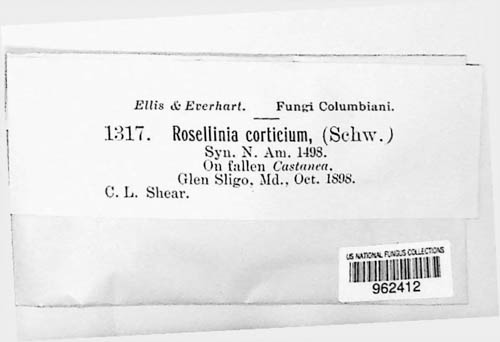 Ellis & Everhart. Fungi Columbiani.
1317. Rosellinia corticium, (Schw.)
Syn. N. Am. 1498.
On fallen Castanea.
Glen Sligo, Md., Oct. 1898.
C. L. Shear.
US NATIONAL FUNGUS COLLECTIONS
962412